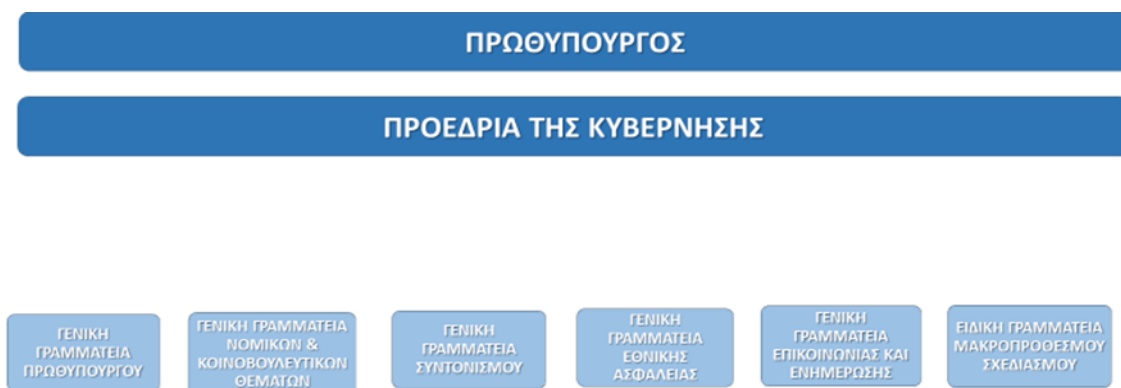 ΠΡΩΘΥΠΟΥΡΓΟΣ
ΠΡΟΕΔΡΙΑ ΤΗΣ ΚΥΒΕΡΝΗΣΗΣ
ΓΕΝΙΚΗ
ΓΡΑΜΜΑΤΕΙΑ
ΠΡΩΘΥΠΟΥΡΓΟΥ
ΓΕΝΙΚΗ ΓΡΑΜΜΑΤΕΙΑ
ΝΟΜΙΚΩΝ &
ΚΟΙΝΟΒΟΥΛΕΥΤΙΚΩΝ
ΘΕΜΑΤΩΝ
ΓΕΝΙΚΗ
ΓΡΑΜΜΑΤΕΙΑ
ΣΥΝΤΟΝΙΣΜΟΥ
ΓΕΝΙΚΗ
ΓΡΑΜΜΑΤΕΙΑ
ΕΘΝΙΚΗΣ
ΑΣΦΑΛΕΙΑΣ
ΓΕΝΙΚΗ
ΓΡΑΜΜΑΤΕΙΑ
ΕΠΙΚΟΙΝΩΝΙΑΣ ΚΑΙ
ΕΝΗΜΕΡΩΣΗΣ
ΕΙΔΙΚΗ ΓΡΑΜΜΑΤΕΙΑ
ΜΑΚΡΟΠΡΟΘΕΣΜΟΥ
ΣΧΕΔΙΑΣΜΟΥ